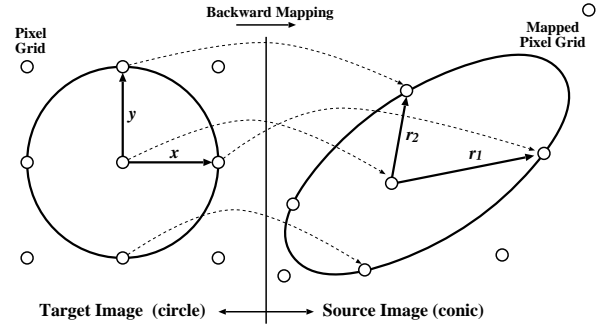 Backward Mapping
Pixel
Grid
Mapped
Pixel Grid
y
x
r2
r1
Target Image (circle)
Source Image (conic)